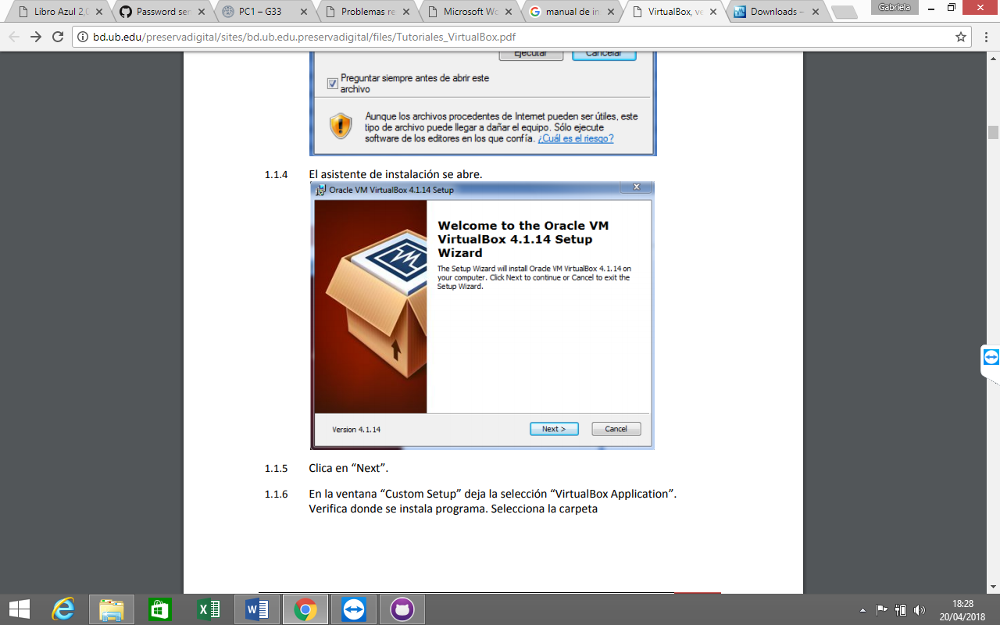 Libro Azul 2,0
Password ser
PC1 – G33
Problemas re
Microsoft Wo
manual de in
VirtualBox, ve
Downloads –
Gabriela
bd.ub.edu/preservadigital/sites/bd.ub.edu.preservadigital/files/Tutoriales_VirtualBox.pdf
Ejecutar
Cancelar
Preguntar siempre antes de abrir este
archivo
Aunque los archivos procedentes de Internet pueden ser útiles, este
tipo de archivo puede llegar a dañar el equipo. Sólo ejecute
software de los editores en los que confía. ¿Cuál es el riesgo?
1.1.4 El asistente de instalación se abre.
Oracle VM VirtualBox 4.1.14 Setup
Welcome to the Oracle VM
VirtualBox 4.1.14 Setup
Wizard
The Setup Wizard will install Oracle VM VirtualBox 4.1.14 on
your computer. Click Next to continue or Cancel to exit the
Setup Wizard.
Version 4.1.14
Next >
Cancel
1.1.5 Clica en “Next”.
1.1.6 En la ventana “Custom Setup” deja la selección “VirtualBox Application”.
Verifica donde se instala programa. Selecciona la carpeta
18:28
20/04/2018